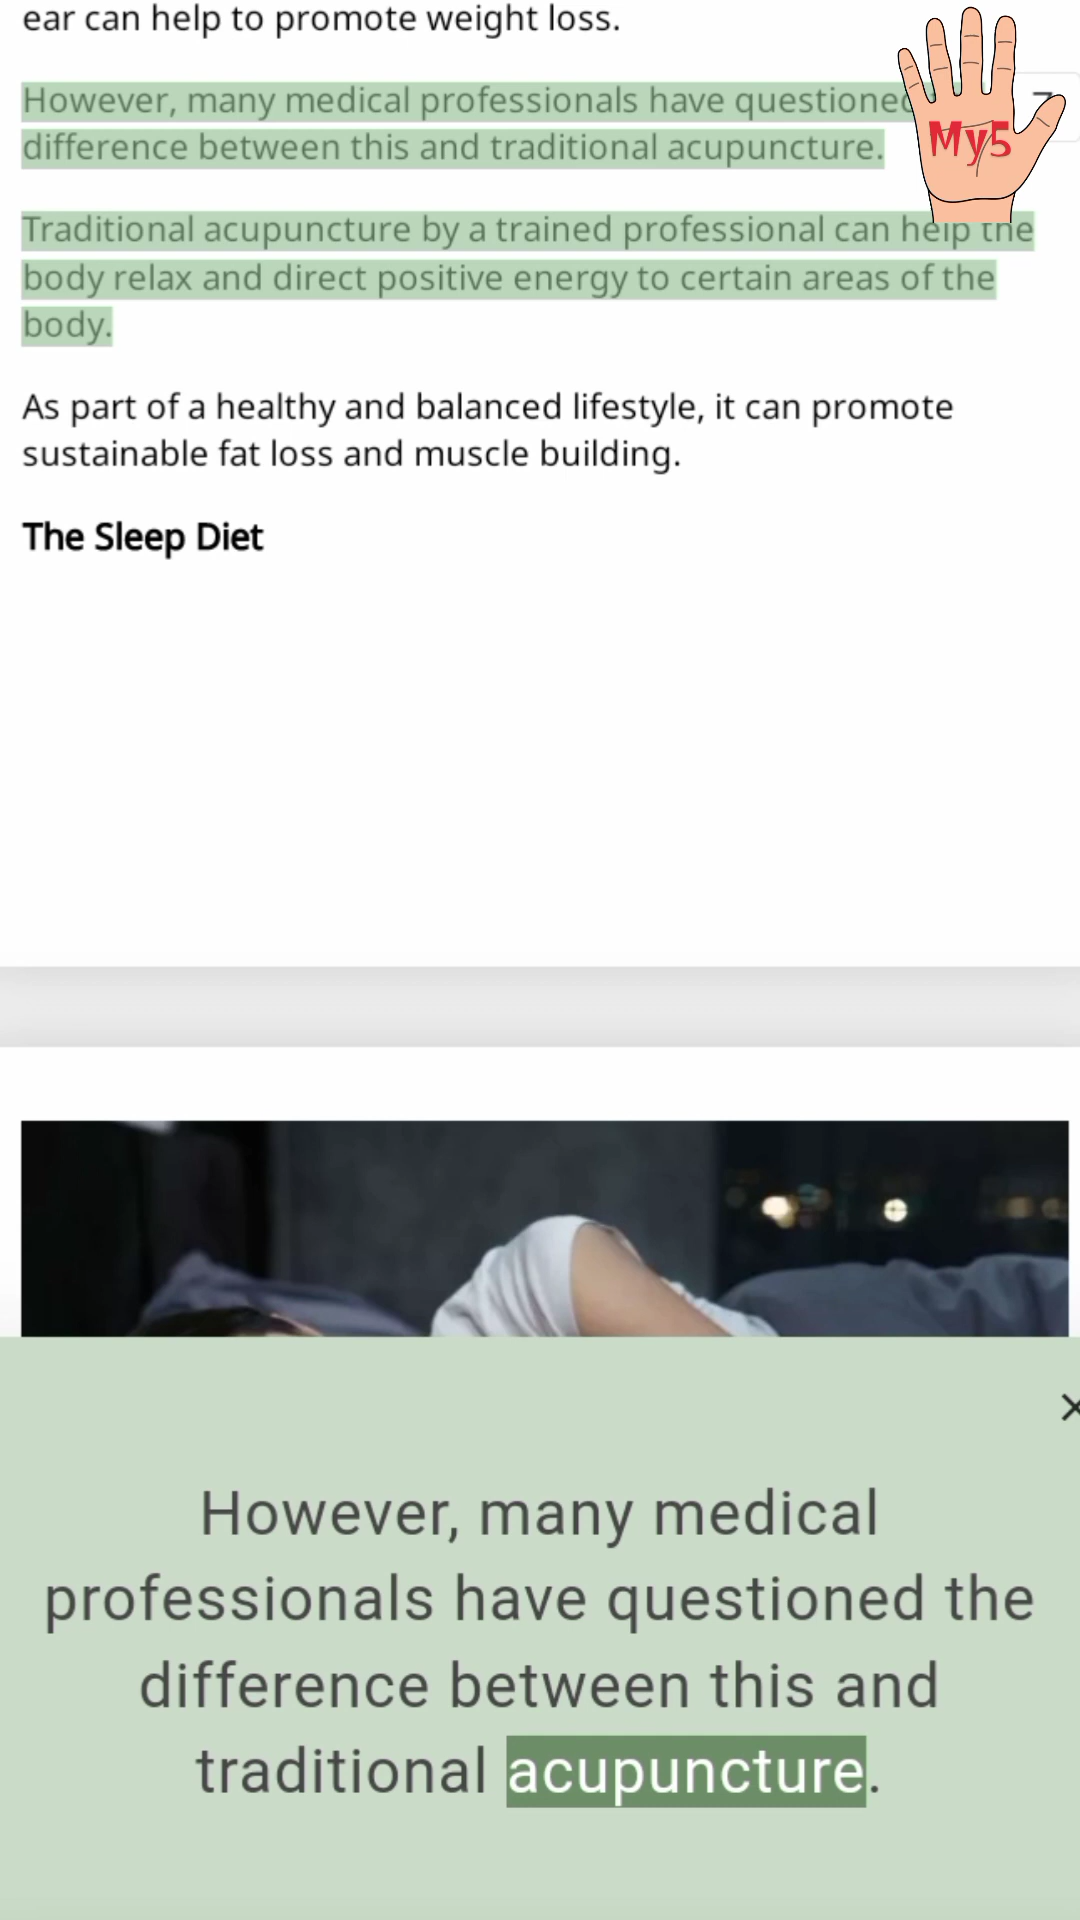 ear can help to promote weight loss.
However, many medical professionals have questioned
difference between this and traditional acupuncture.
Traditional acupuncture by a trained professional can help the
body relax and direct positive energy to certain areas of the
body.
As part of a healthy and balanced lifestyle, it can promote
sustainable fat loss and muscle building.
The Sleep Diet
My5
However, many medical
professionals have questioned the
difference between this and
traditional acupuncture.